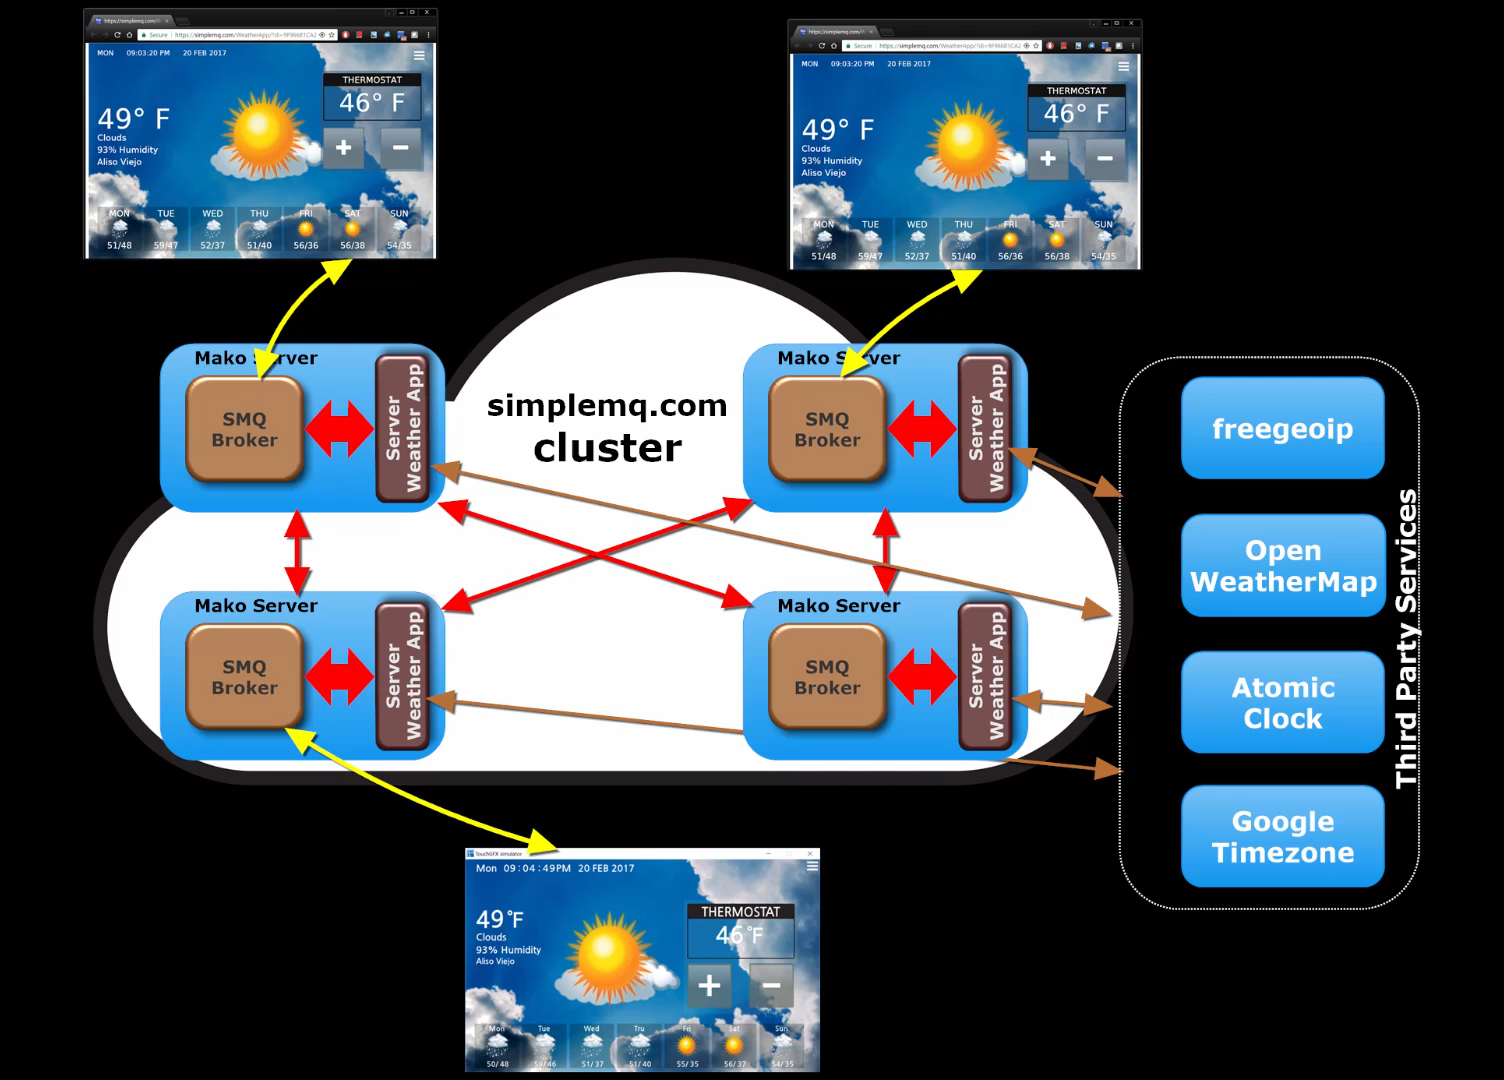 https://simplemq.com/W
Secure https://simplemq.com/WeatherApp/
MON 09:03:20 PM 20 FEB 2017
THERMOSTAT
46° F
49° F
Clouds
93% Humidity
Aliso Viejo
+ −
MON TUE WED THU FRI SAT SUN
51/48 59/47 52/37 51/40 56/36 56/38 54/35
https://simplemq.com/W
Secure https://simplemq.com/WeatherApp/
MON 09:03:20 PM 20 FEB 2017
THERMOSTAT
46° F
49° F
Clouds
93% Humidity
Aliso Viejo
+ −
MON TUE WED THU FRI SAT SUN
51/48 59/47 52/37 51/40 56/36 56/38 54/35
simplemq.com
cluster
Mako Server
SMQ
Broker
Server
Weather App
Mako Server
SMQ
Broker
Server
Weather App
Mako Server
SMQ
Broker
Server
Weather App
Mako Server
SMQ
Broker
Server
Weather App
Third Party Services
freegeoip
Open
WeatherMap
Atomic
Clock
Google
Timezone
TouchGFX simulator
Mon 09:04:49PM 20 FEB 2017
THERMOSTAT
46°F
49°F
Clouds
93% Humidity
Aliso Viejo
+ −
Mon Tue Wed Tru Fri Sat Sun
50/48 59/46 51/37 51/40 55/35 56/37 54/35